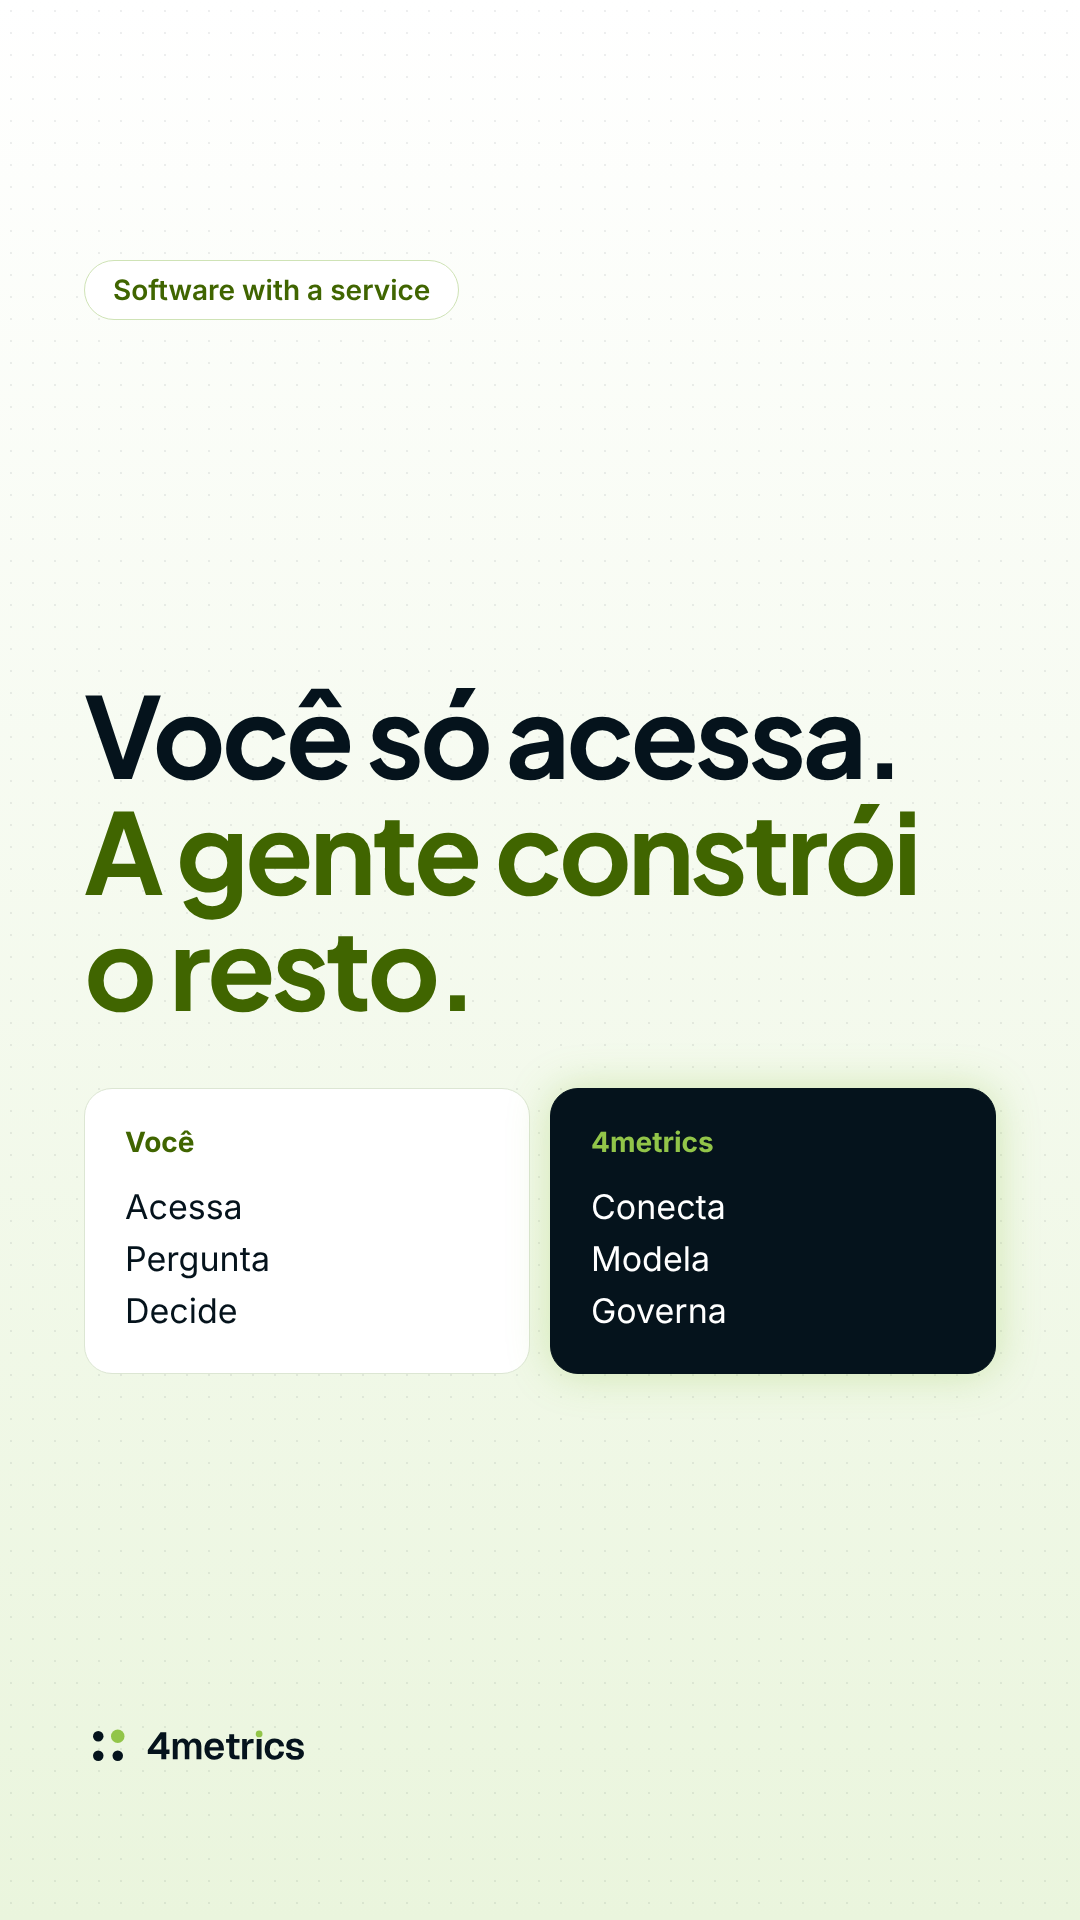 Software with a service
Você só acessa.
A gente constrói
o resto.
Você
Acessa
Pergunta
Decide
4metrics
Conecta
Modela
Governa
4metrics